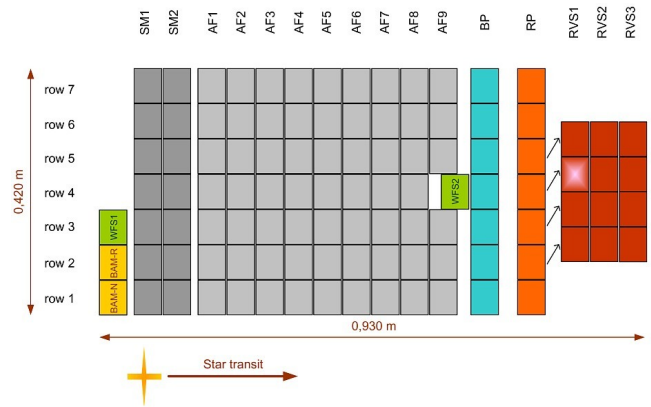 SM1 SM2 AF1 AF2 AF3 AF4 AF5 AF6 AF7 AF8 AF9 BP RP RVS1 RVS2 RVS3
row 7
row 6
row 5
row 4
WFS2
row 3
WFS1
row 2
BAM-R
row 1
BAM-N
0,420 m
0,930 m
Star transit